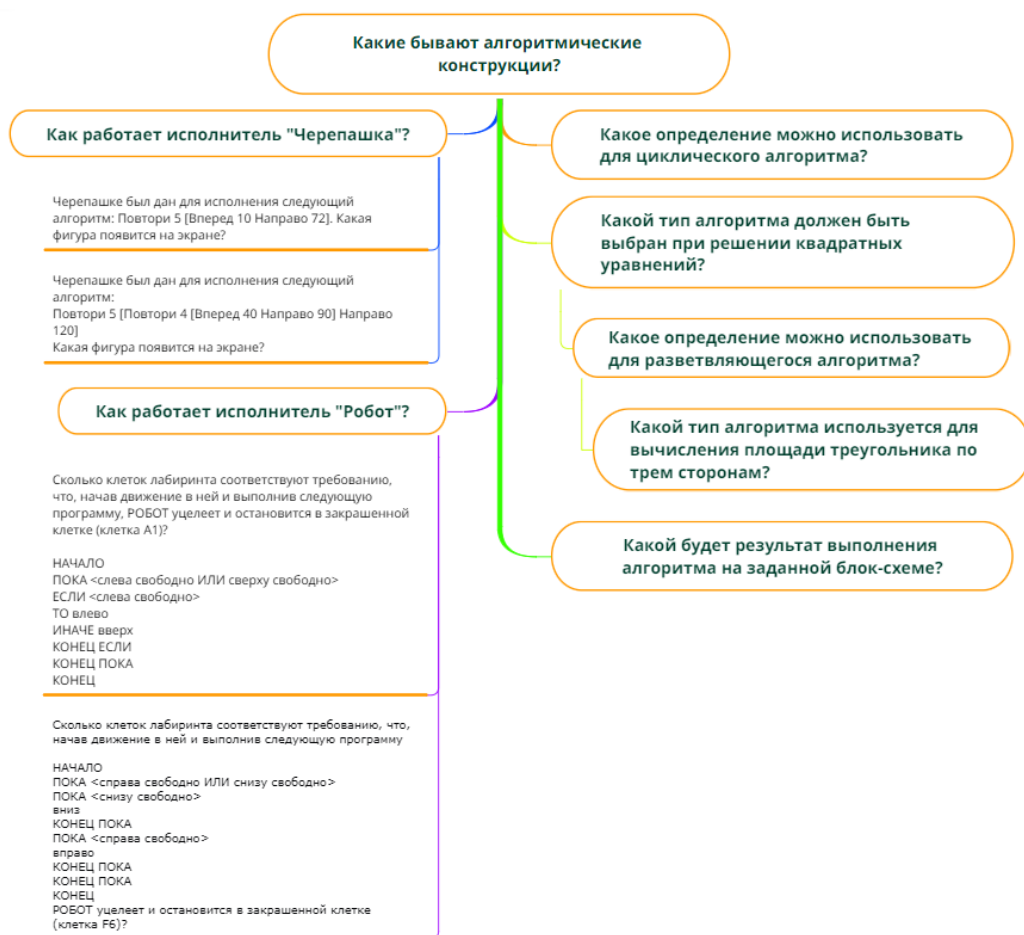 Какие бывают алгоритмические
конструкции?
Как работает исполнитель "Черепашка"?
Черепашке был дан для исполнения следующий
алгоритм: Повтори 5 [Вперед 10 Направо 72]. Какая
фигура появится на экране?
Черепашке был дан для исполнения следующий
алгоритм:
Повтори 5 [Повтори 4 [Вперед 40 Направо 90] Направо
120]
Какая фигура появится на экране?
Как работает исполнитель "Робот"?
Сколько клеток лабиринта соответствуют требованию,
что, начав движение в ней и выполнив следующую
программу, РОБОТ уцелеет и остановится в закрашенной
клетке (клетка А1)?
НАЧАЛО
ПОКА <слева свободно ИЛИ сверху свободно>
ЕСЛИ <слева свободно>
ТО влево
ИНАЧЕ вверх
КОНЕЦ ЕСЛИ
КОНЕЦ ПОКА
КОНЕЦ
Сколько клеток лабиринта соответствуют требованию, что,
начав движение в ней и выполнив следующую программу
НАЧАЛО
ПОКА <справа свободно ИЛИ снизу свободно>
ПОКА <снизу свободно>
вниз
КОНЕЦ ПОКА
ПОКА <справа свободно>
вправо
КОНЕЦ ПОКА
КОНЕЦ ПОКА
КОНЕЦ
РОБОТ уцелеет и остановится в закрашенной клетке
(клетка F6)?
Какое определение можно использовать
для циклического алгоритма?
Какой тип алгоритма должен быть
выбран при решении квадратных
уравнений?
Какое определение можно использовать
для разветвляющегося алгоритма?
Какой тип алгоритма используется для
вычисления площади треугольника по
трем сторонам?
Какой будет результат выполнения
алгоритма на заданной блок-схеме?